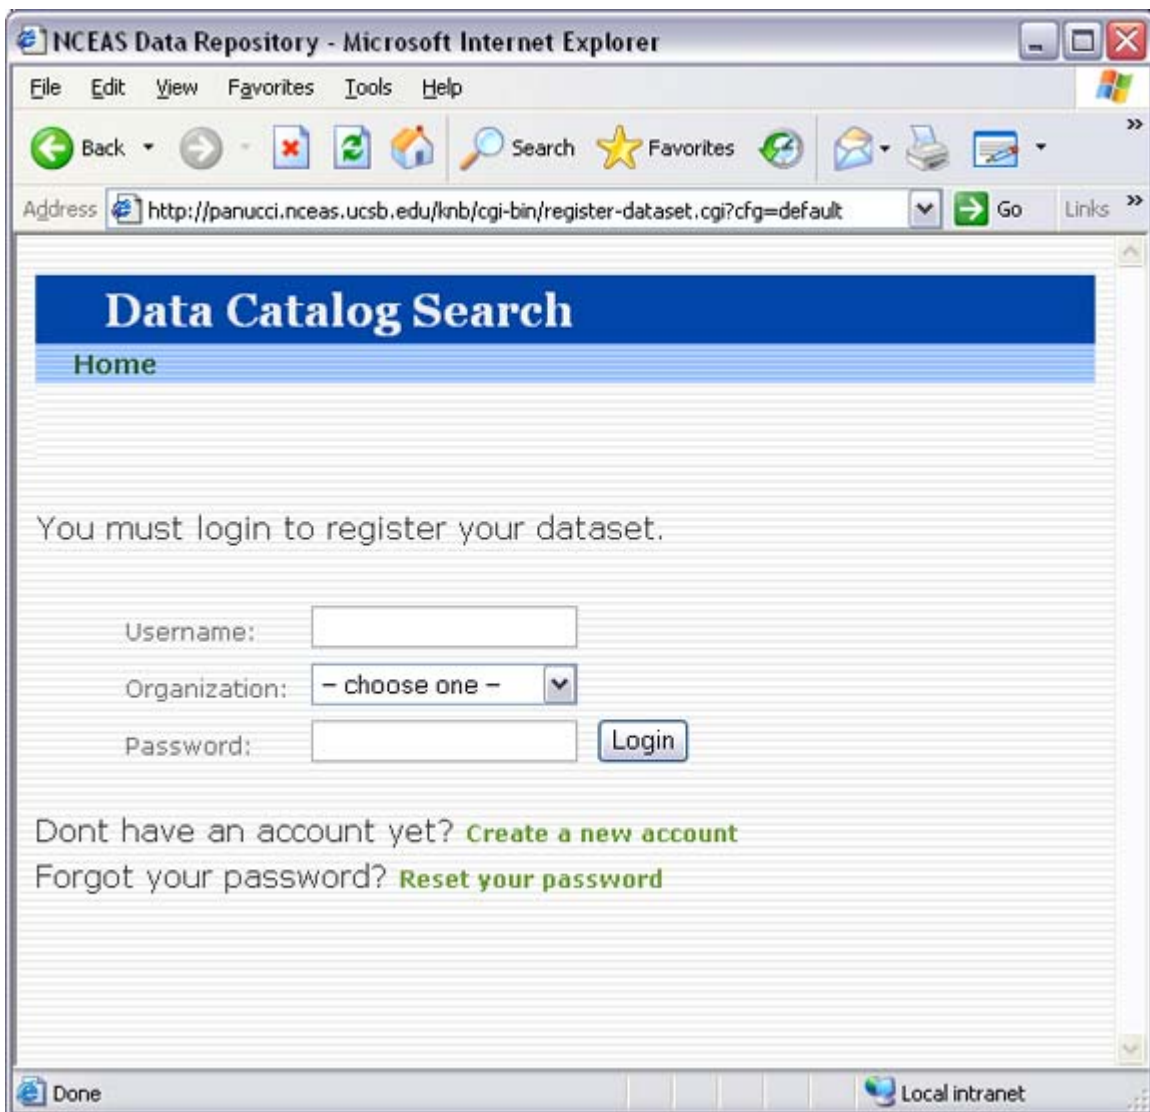 NCEAS Data Repository - Microsoft Internet Explorer
File Edit View Favorites Tools Help
Back Search Favorites »
Address http://panucci.nceas.ucsb.edu/knb/cgi-bin/register-dataset.cgi?cfg=default Go Links »
Data Catalog Search
Home
You must login to register your dataset.
Username:
Organization: – choose one –
Password: Login
Dont have an account yet? Create a new account
Forgot your password? Reset your password
Done Local intranet